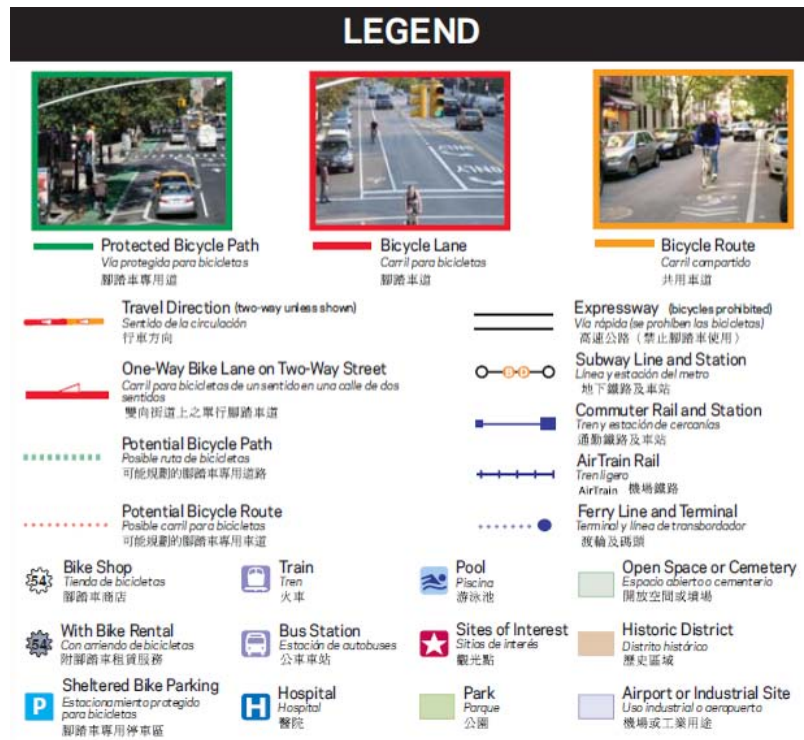 LEGEND
Protected Bicycle Path
Vía protegida para bicicletas
腳踏車專用道
Bicycle Lane
Carril para bicicletas
腳踏車道
Bicycle Route
Carril compartido
共用車道
Travel Direction (two-way unless shown)
Sentido de la circulación
行車方向
One-Way Bike Lane on Two-Way Street
Carril para bicicletas de un sentido en una calle de dos
sentidos
雙向街道上之單行腳踏車道
Potential Bicycle Path
Posible ruta de bicicletas
可能規劃的腳踏車專用道路
Potential Bicycle Route
Posible carril para bicicletas
可能規劃的腳踏車專用車道
Expressway (bicycles prohibited)
Vía rápida (se prohíben las bicicletas)
高速公路（禁止腳踏車使用）
Subway Line and Station
Línea y estación del metro
地下鐵路及車站
Commuter Rail and Station
Tren y estación de cercanías
通勤鐵路及車站
AirTrain Rail
Tren ligero
AirTrain 機場鐵路
Ferry Line and Terminal
Terminal y línea de transbordador
渡輪及碼頭
54
Bike Shop
Tienda de bicicletas
腳踏車商店
Train
Tren
火車
Pool
Piscina
游泳池
Open Space or Cemetery
Espacio abierto o cementerio
開放空間或墳場
54
With Bike Rental
Con arriendo de bicicletas
附腳踏車租賃服務
Bus Station
Estación de autobuses
公車車站
Sites of Interest
Sitios de interés
觀光點
Historic District
Distrito histórico
歷史區域
P
Sheltered Bike Parking
Estacionamiento protegido
para bicicletas
腳踏車專用停車區
H
Hospital
Hospital
醫院
Park
Parque
公園
Airport or Industrial Site
Uso industrial o aeropuerto
機場或工業用途